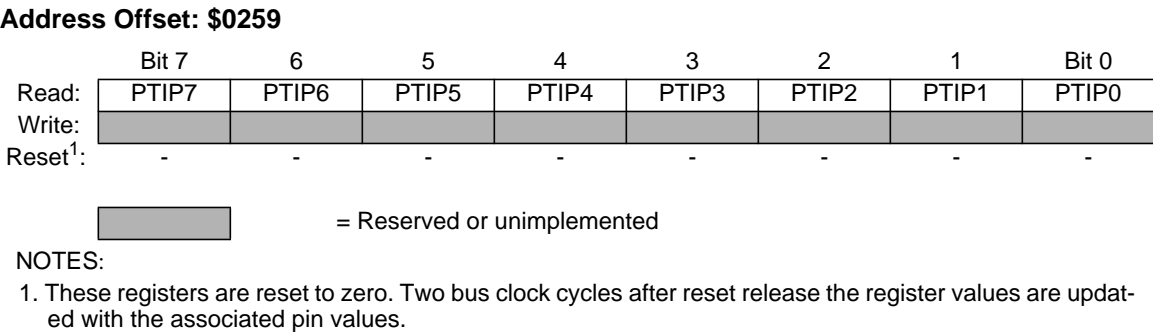 Address Offset: $0259
Bit 7 6 5 4 3 2 1 Bit 0
Read: PTIP7 PTIP6 PTIP5 PTIP4 PTIP3 PTIP2 PTIP1 PTIP0
Write:
Reset1: - - - - - - - -
= Reserved or unimplemented
NOTES:
1. These registers are reset to zero. Two bus clock cycles after reset release the register values are updat-
ed with the associated pin values.